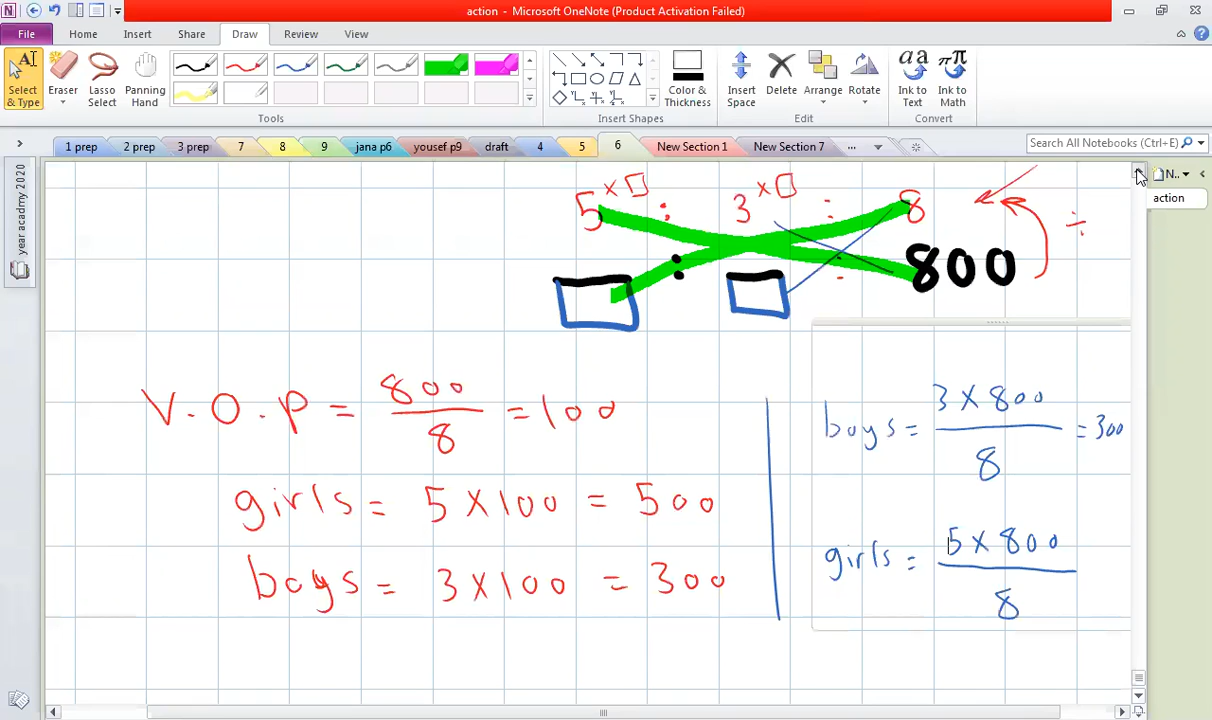 action - Microsoft OneNote (Product Activation Failed)
File Home Insert Share Draw Review View
Select & Type
Eraser
Lasso Select
Panning Hand
Color & Thickness
Insert Space
Delete
Arrange
Rotate
Ink to Text
Ink to Math
Tools
Insert Shapes
Edit
Convert
1 prep 2 prep 3 prep 7 8 9 jana p6 yousef p9 draft 4 5 6 New Section 1 New Section 7 ...
Search All Notebooks (Ctrl+E)
N..
action
year acadmy 2020
5 ×□ : 3 ×□ : 8
÷
□ : □ : 800
V.O.P = 800/8 = 100
girls = 5 × 100 = 500
boys = 3 × 100 = 300
boys = 3 × 800 / 8 = 300
girls = 5 × 800 / 8